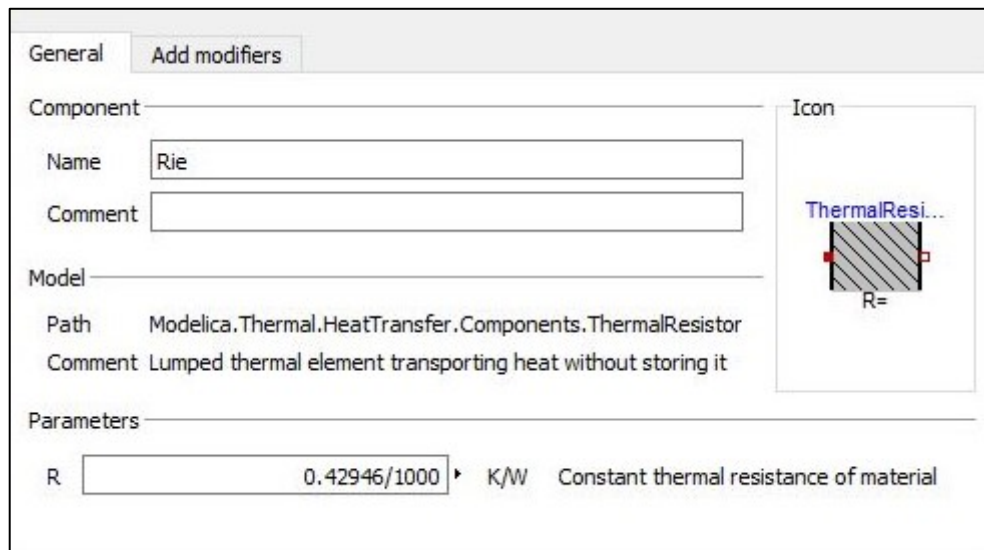 General Add modifiers
Component
Icon
Name Rie
Comment
ThermalResi...
R=
Model
Path Modelica.Thermal.HeatTransfer.Components.ThermalResistor
Comment Lumped thermal element transporting heat without storing it
Parameters
R 0.42946/1000 K/W Constant thermal resistance of material